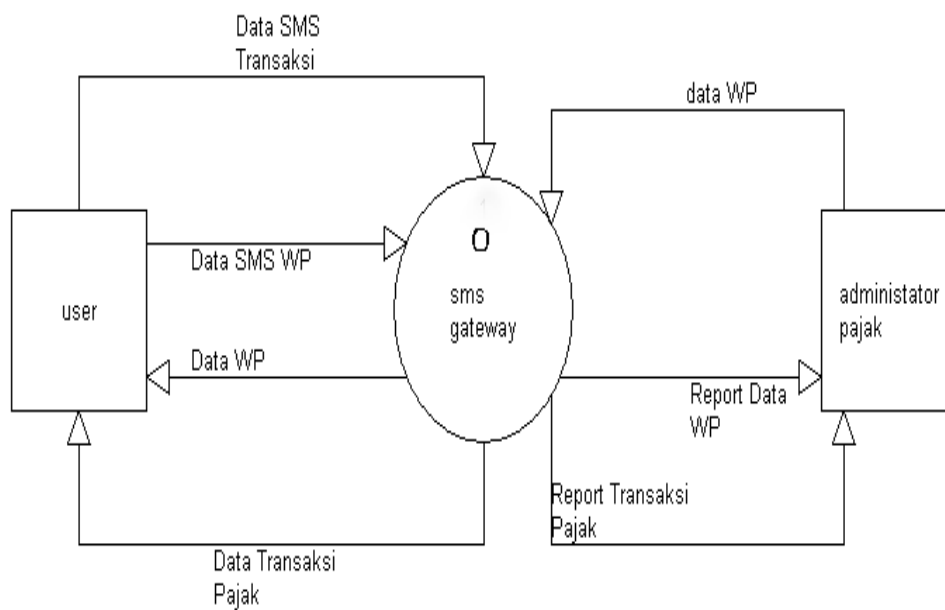 Data SMS
Transaksi
data WP
O
Data SMS WP
user
sms
gateway
administator
pajak
Data WP
Report Data
WP
Report Transaksi
Pajak
Data Transaksi
Pajak